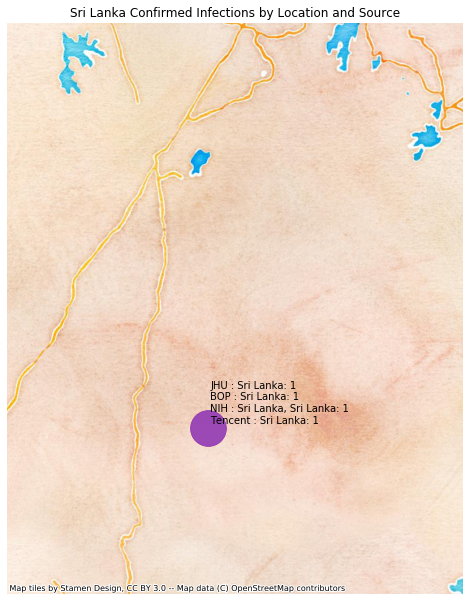 Sri Lanka Confirmed Infections by Location and Source
JHU : Sri Lanka: 1
BOP : Sri Lanka: 1
NIH : Sri Lanka, Sri Lanka: 1
Tencent : Sri Lanka: 1
Map tiles by Stamen Design, CC BY 3.0 -- Map data (C) OpenStreetMap contributors